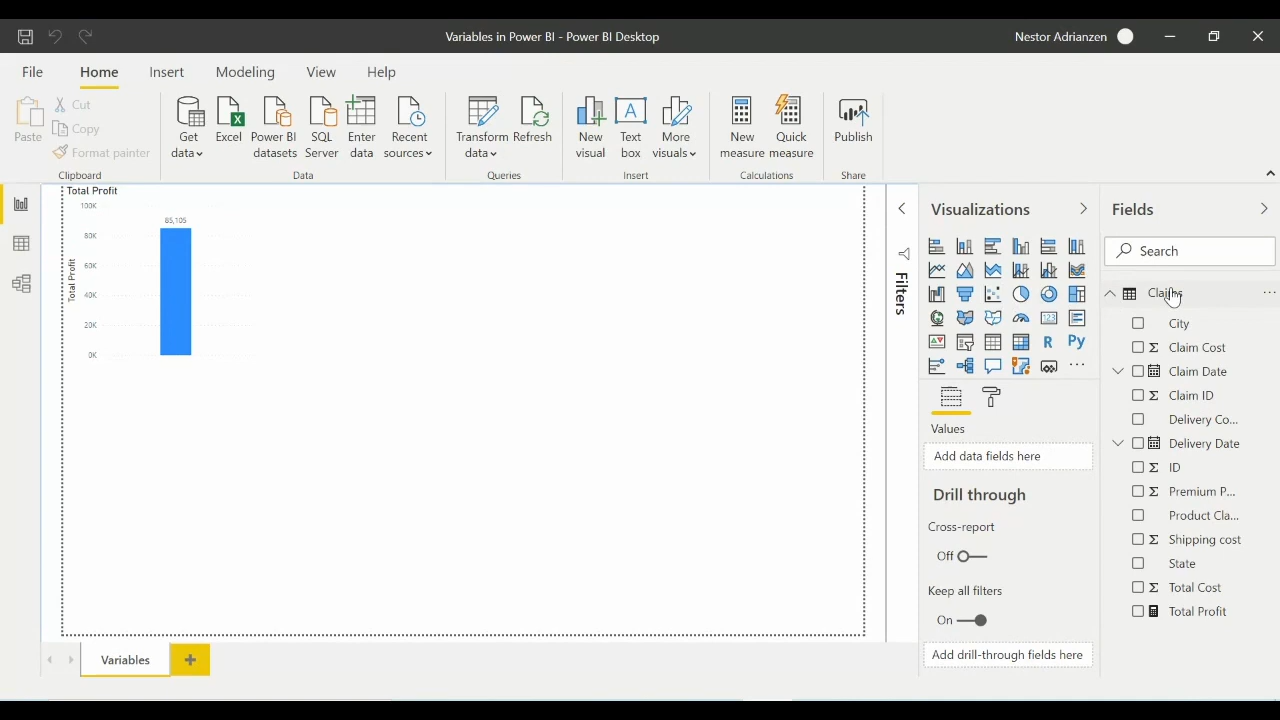 Variables in Power BI - Power BI Desktop
Nestor Adrianzen
File Home Insert Modeling View Help
Paste
Cut
Copy
Format painter
Clipboard
Get data
Excel
Power BI datasets
SQL Server
Enter data
Recent sources
Data
Transform data
Refresh
Queries
New visual
Text box
More visuals
Insert
New measure
Quick measure
Calculations
Publish
Share
Total Profit
100K
80K
60K
40K
20K
0K
Total Profit
85,105
Filters
Visualizations
123
R
Py
Values
Add data fields here
Drill through
Cross-report
Off
Keep all filters
On
Add drill-through fields here
Fields
Search
Claims
City
Claim Cost
Claim Date
Claim ID
Delivery Co...
Delivery Date
ID
Premium P...
Product Cla...
Shipping cost
State
Total Cost
Total Profit
Variables